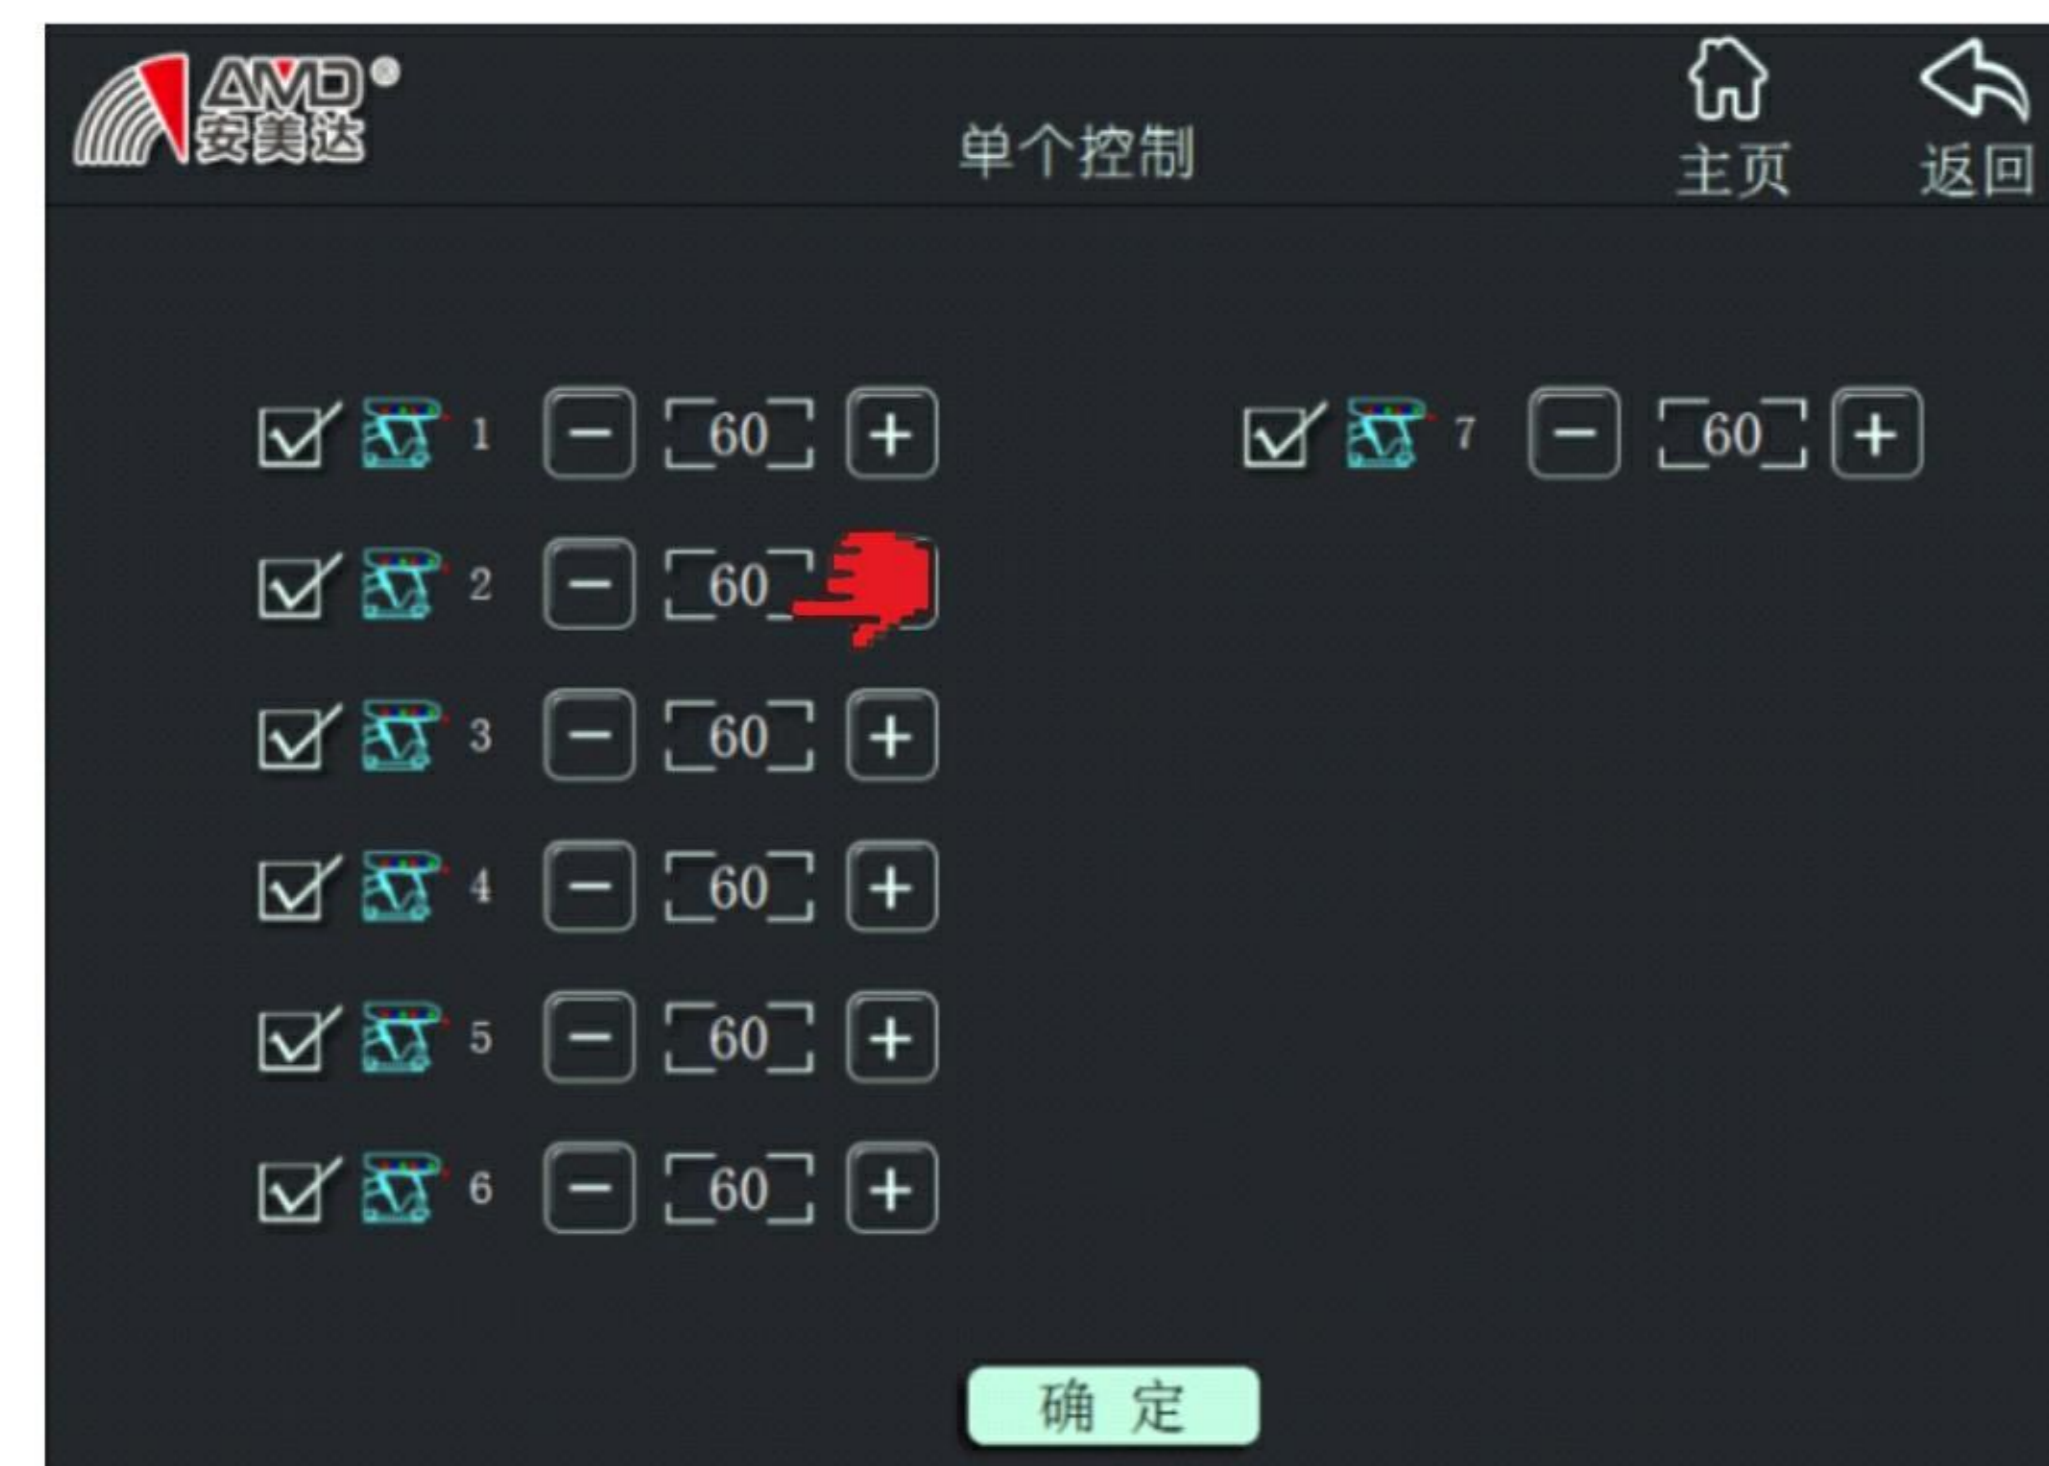 AMD®
安美达
单个控制
主页
返回
1 − 60 +
7 − 60 +
2 − 60
3 − 60 +
4 − 60 +
5 − 60 +
6 − 60 +
确 定